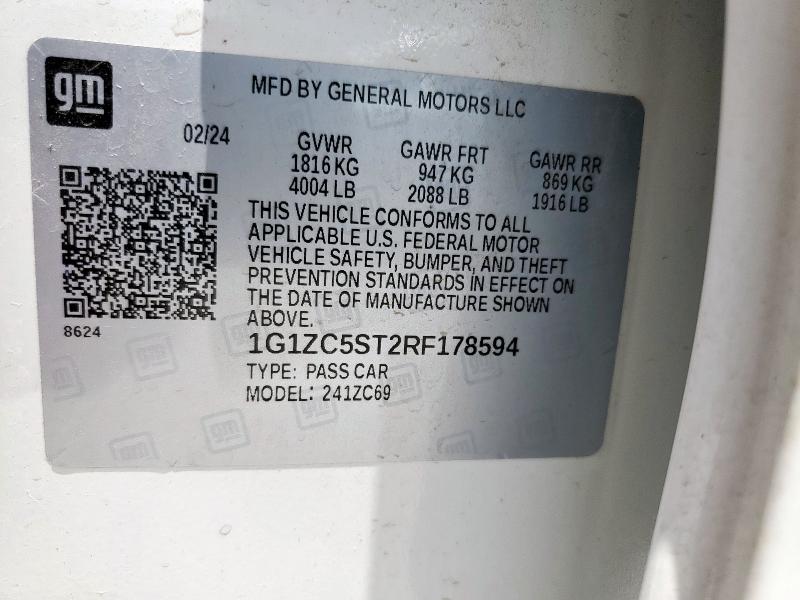 gm
MFD BY GENERAL MOTORS LLC
02/24
GVWR GAWR FRT GAWR RR
1816 KG 947 KG 869 KG
4004 LB 2088 LB 1916 LB
THIS VEHICLE CONFORMS TO ALL
APPLICABLE U.S. FEDERAL MOTOR
VEHICLE SAFETY, BUMPER, AND THEFT
PREVENTION STANDARDS IN EFFECT ON
THE DATE OF MANUFACTURE SHOWN
ABOVE.
8624
1G1ZC5ST2RF178594
TYPE: PASS CAR
MODEL: 241ZC69